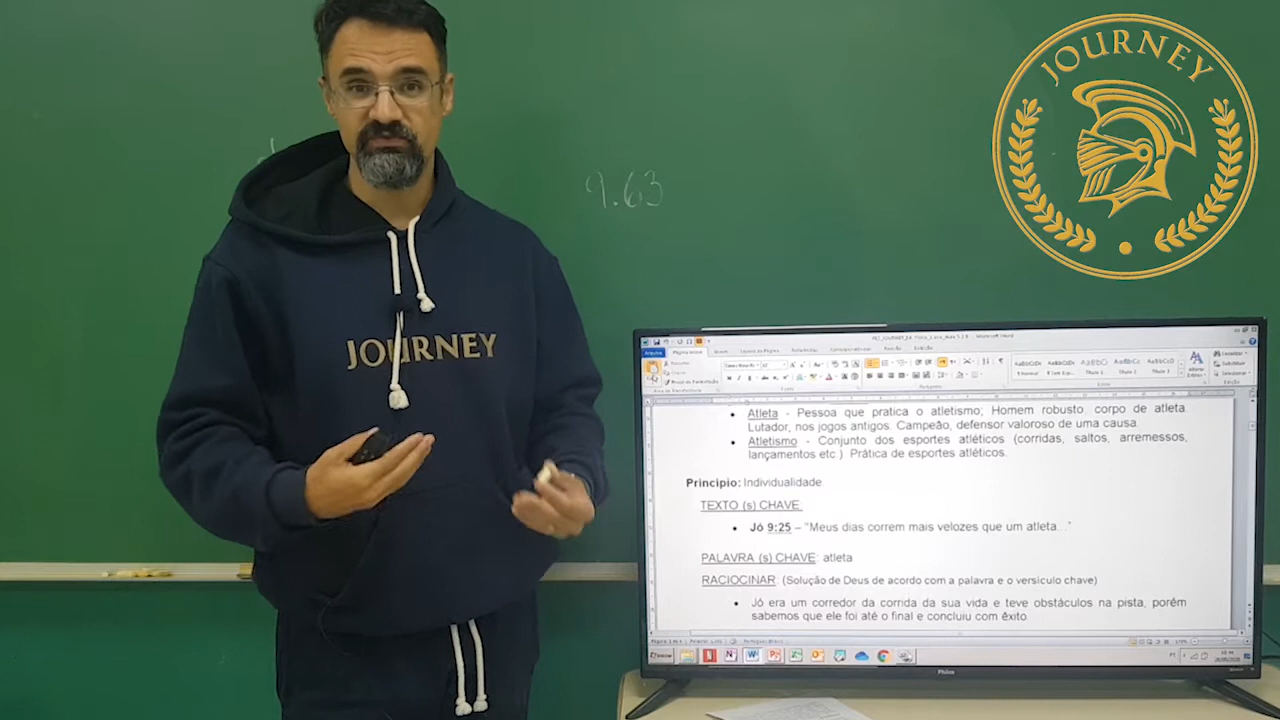 JOURNEY
9.63
JOURNEY
Atleta - Pessoa que pratica o atletismo; Homem robusto corpo de atleta.
Lutador, nos jogos antigos. Campeão, defensor valoroso de uma causa.
Atletismo - Conjunto dos esportes atléticos (corridas, saltos, arremessos,
lançamentos etc.) Prática de esportes atléticos.
Princípio: Individualidade
TEXTO (s) CHAVE:
Jó 9:25 – "Meus dias correm mais velozes que um atleta..."
PALAVRA (s) CHAVE: atleta
RACIOCINAR: (Solução de Deus de acordo com a palavra e o versículo chave)
Jó era um corredor da corrida da sua vida e teve obstáculos na pista, porém
sabemos que ele foi até o final e concluiu com êxito
Philco